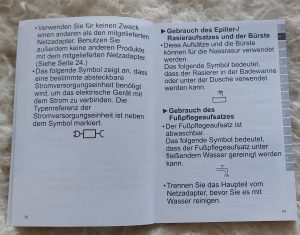 •Verwenden Sie für keinen Zweck
einen anderen als den mitgelieferten
Netzadapter. Benutzen Sie
außerdem keine anderen Produkte
mit dem mitgelieferten Netzadapter.
(Siehe Seite 24.)
•Das folgende Symbol zeigt an, dass
eine bestimmte absteckbare
Stromversorgungseinheit benötigt
wird, um das elektrische Gerät mit
dem Strom zu verbinden. Die
Typenreferenz der
Stromversorgungseinheit ist neben
dem Symbol markiert.
18
►Gebrauch des Epilier-/
Rasieraufsatzes und der Bürste
•Diese Aufsätze und die Bürste
können für die Nassrasur verwendet
werden.
Das folgende Symbol bedeutet,
dass der Rasierer in der Badewanne
oder unter der Dusche verwendet
werden kann.
►Gebrauch des
Fußpflegeaufsatzes
•Der Fußpflegeaufsatz ist
abwaschbar.
Das folgende Symbol bedeutet,
dass der Fußpflegeaufsatz unter
fließendem Wasser gereinigt werden
kann.
•Trennen Sie das Hauptteil vom
Netzadapter, bevor Sie es mit
Wasser reinigen.
19